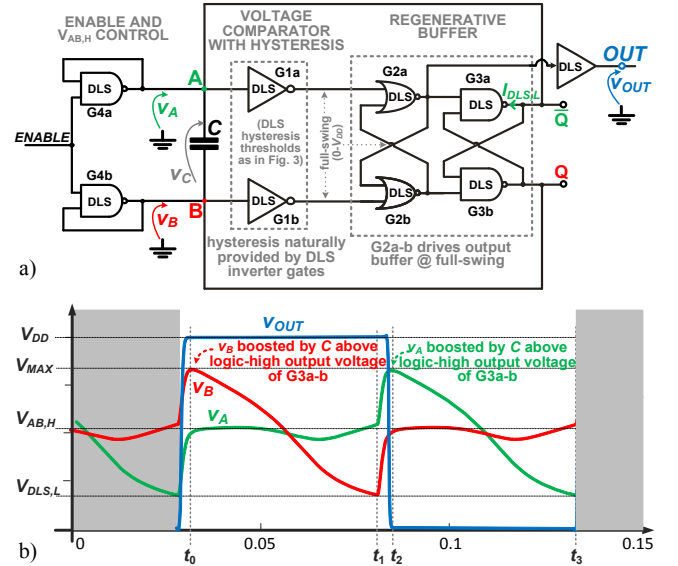 ENABLE AND
V_AB,H CONTROL
VOLTAGE
COMPARATOR
WITH HYSTERESIS
REGENERATIVE
BUFFER
a)
A
G1a
G2a
G3a
OUT
DLS
DLS
DLS
DLS
DLS
G4a
v_A
I_DLS,L
v_OUT
Q̅
ENABLE
C
(DLS
hysteresis
thresholds
as in Fig. 3)
full-swing
(0-V_DD)
v_C
G4b
DLS
DLS
DLS
DLS
Q
v_B
B
G1b
G2b
G3b
hysteresis naturally
provided by DLS
inverter gates
G2a-b drives output
buffer @ full-swing
b)
V_DD
v_OUT
V_MAX
v_B boosted by C above
logic-high output voltage
of G3a-b
v_A boosted by C above
logic-high output voltage
of G3a-b
v_B
V_AB,H
v_A
V_DLS,L
0
t_0
0.05
t_1
t_2
0.1
t_3
0.15